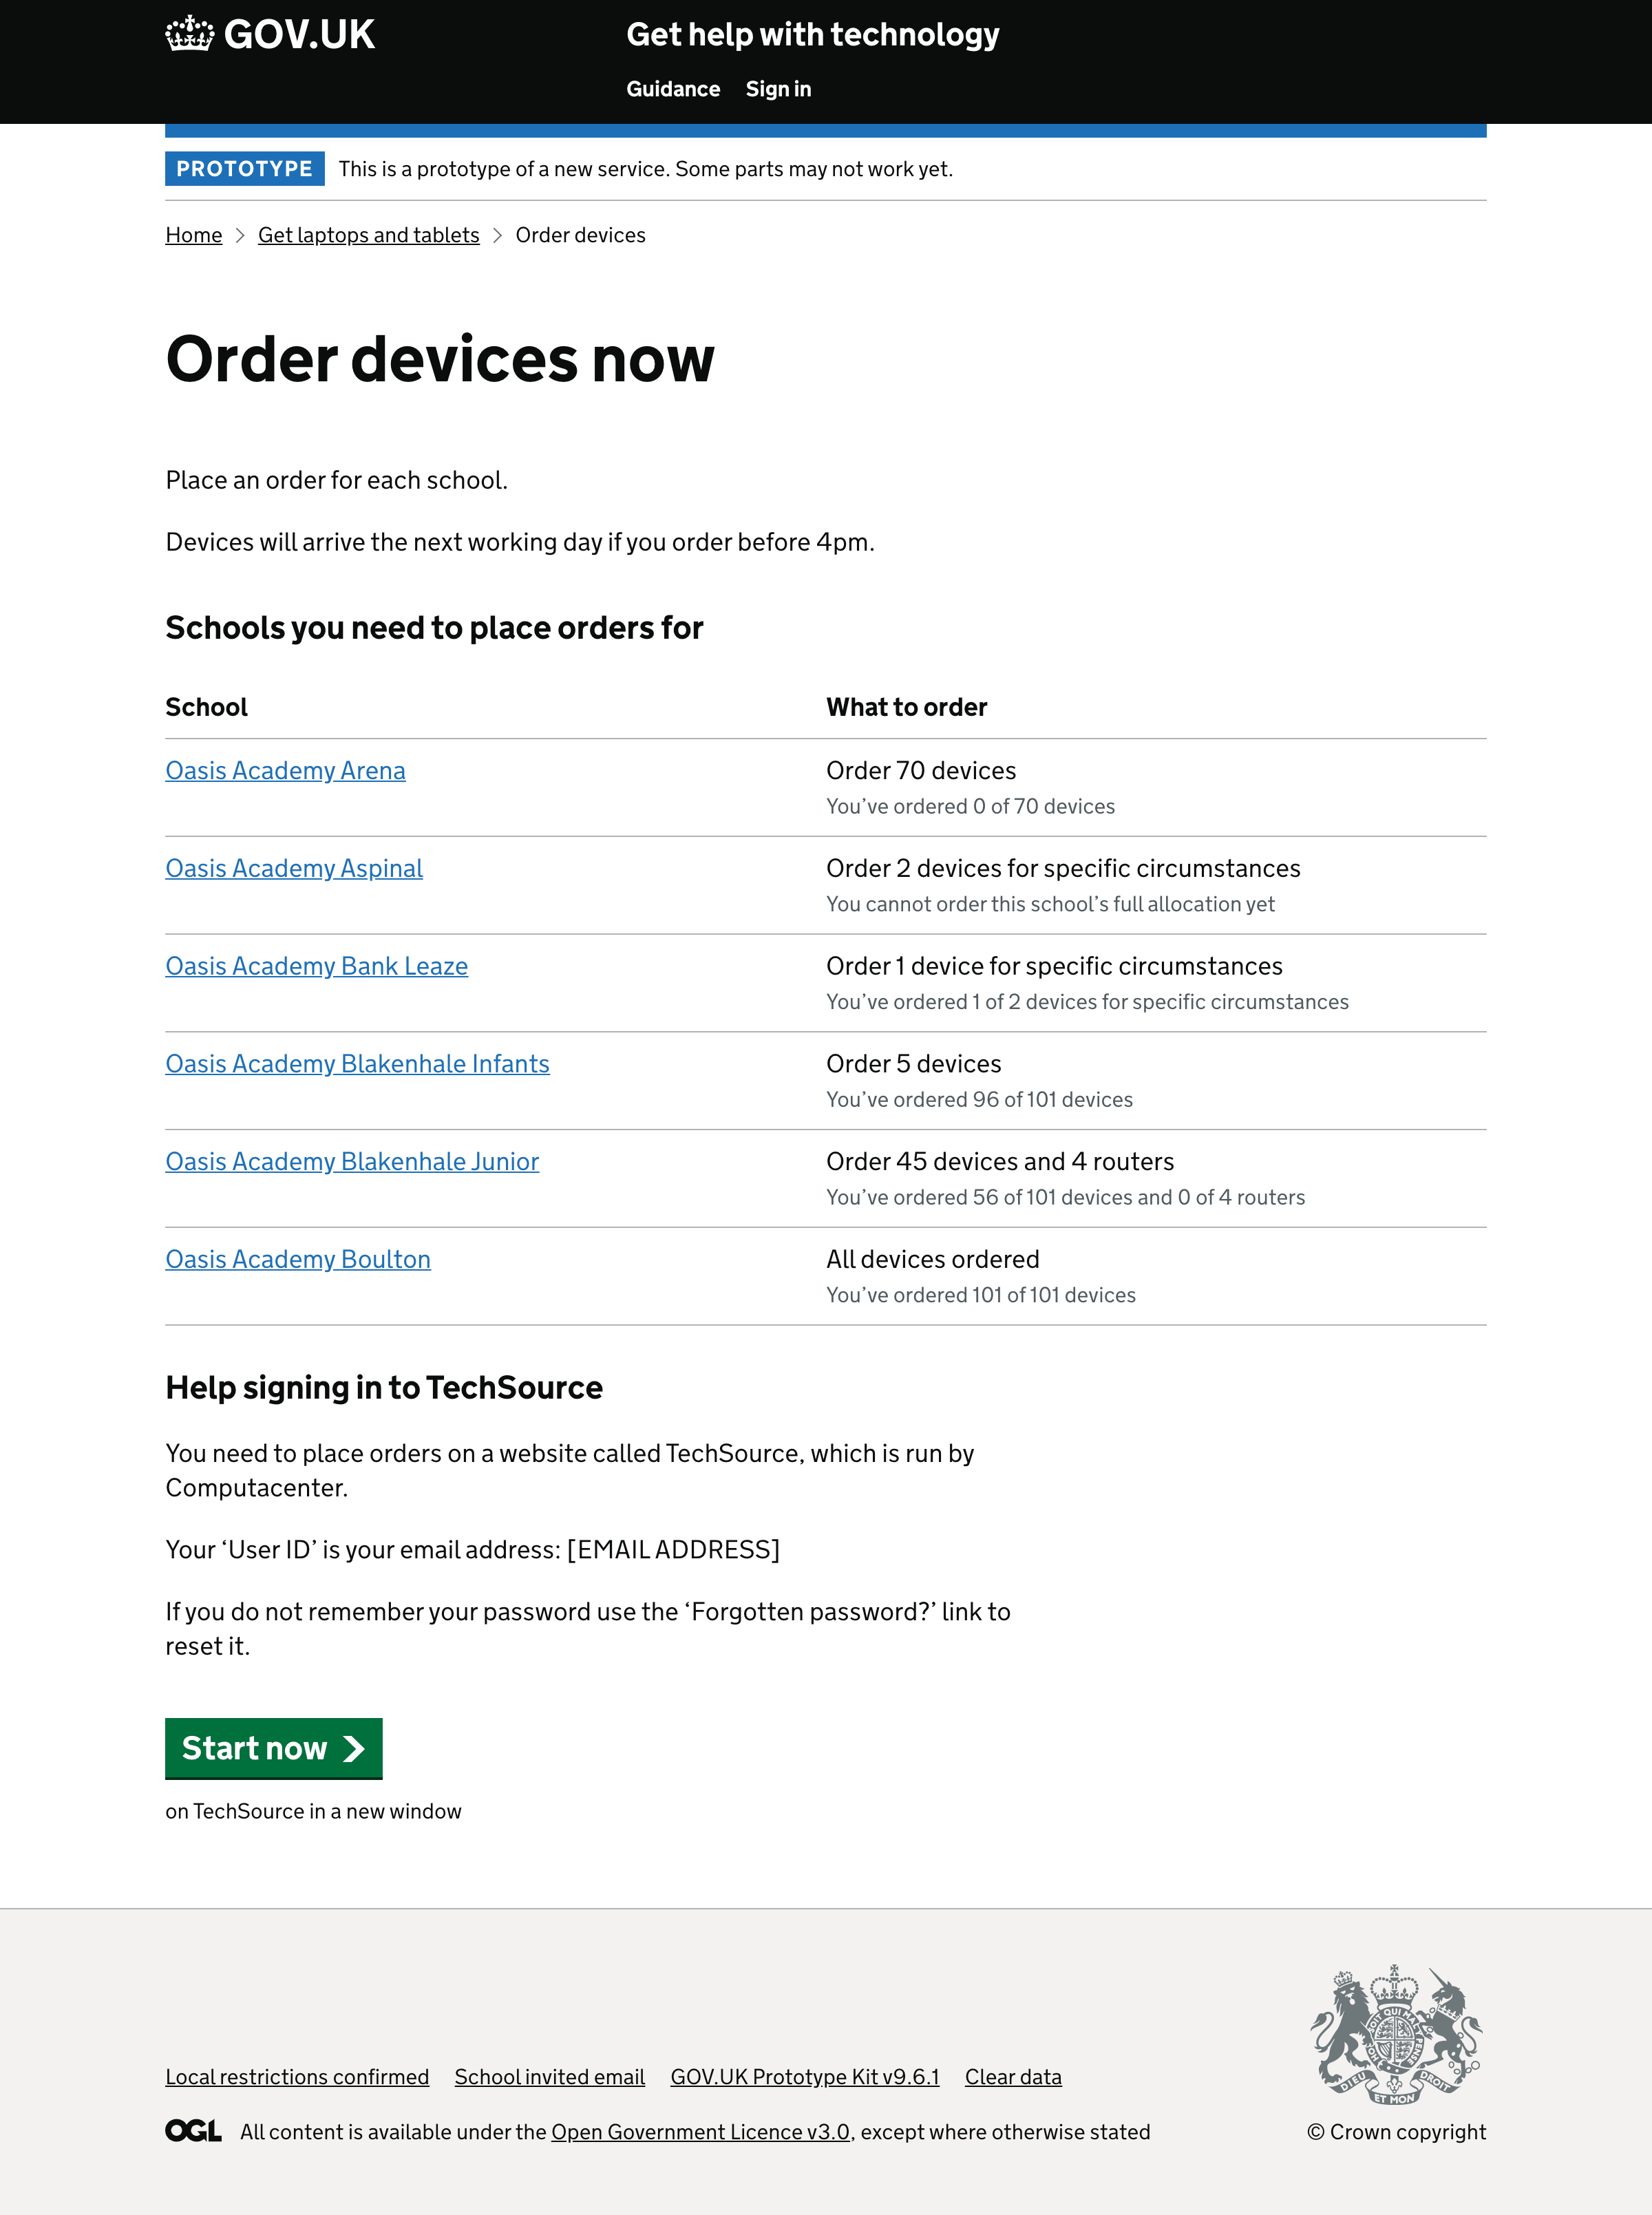 GOV.UK
Get help with technology
Guidance Sign in
PROTOTYPE This is a prototype of a new service. Some parts may not work yet.
Home Get laptops and tablets Order devices
Order devices now
Place an order for each school.
Devices will arrive the next working day if you order before 4pm.
Schools you need to place orders for
School What to order
Oasis Academy Arena Order 70 devices
You’ve ordered 0 of 70 devices
Oasis Academy Aspinal Order 2 devices for specific circumstances
You cannot order this school’s full allocation yet
Oasis Academy Bank Leaze Order 1 device for specific circumstances
You’ve ordered 1 of 2 devices for specific circumstances
Oasis Academy Blakenhale Infants Order 5 devices
You’ve ordered 96 of 101 devices
Oasis Academy Blakenhale Junior Order 45 devices and 4 routers
You’ve ordered 56 of 101 devices and 0 of 4 routers
Oasis Academy Boulton All devices ordered
You’ve ordered 101 of 101 devices
Help signing in to TechSource
You need to place orders on a website called TechSource, which is run by
Computacenter.
Your ‘User ID’ is your email address: [EMAIL ADDRESS]
If you do not remember your password use the ‘Forgotten password?’ link to
reset it.
Start now
on TechSource in a new window
Local restrictions confirmed School invited email GOV.UK Prototype Kit v9.6.1 Clear data
OGL All content is available under the Open Government Licence v3.0, except where otherwise stated
DIEU ET MON DROIT
© Crown copyright